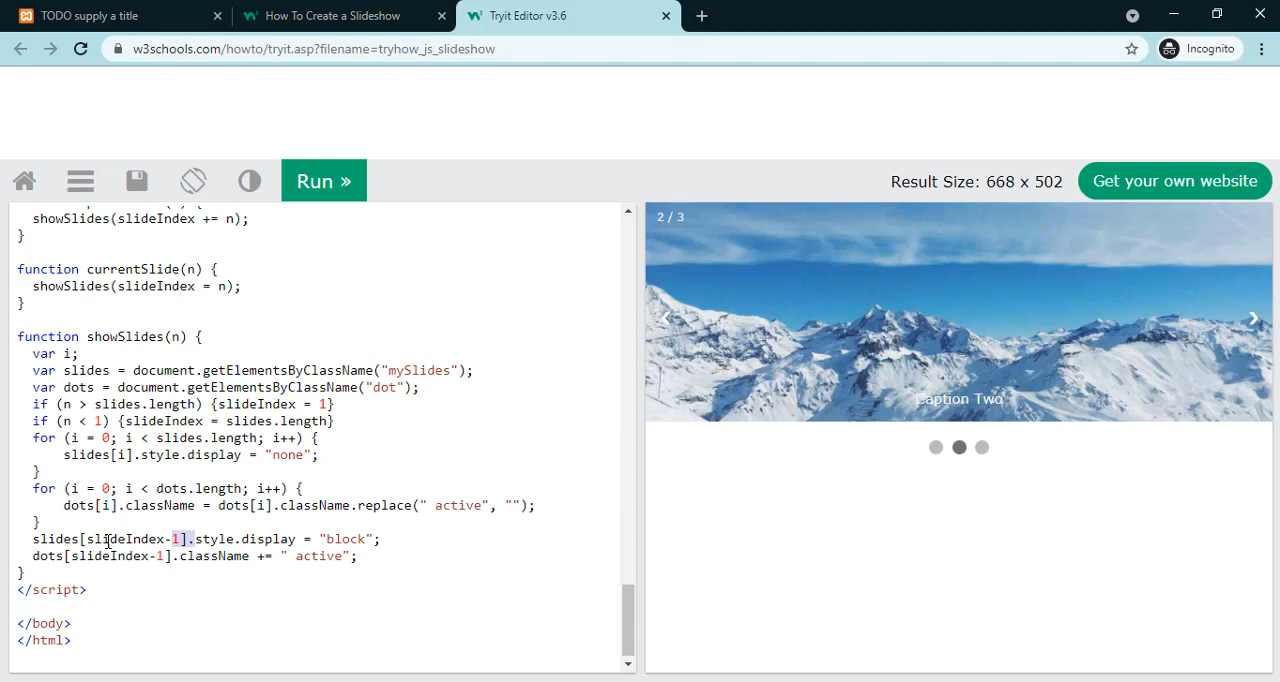 TODO supply a title
How To Create a Slideshow
Tryit Editor v3.6
w3schools.com/howto/tryit.asp?filename=tryhow_js_slideshow
Incognito
Run »
Result Size: 668 x 502
Get your own website
showSlides(slideIndex += n);
}
function currentSlide(n) {
showSlides(slideIndex = n);
}
function showSlides(n) {
var i;
var slides = document.getElementsByClassName("mySlides");
var dots = document.getElementsByClassName("dot");
if (n > slides.length) {slideIndex = 1}
if (n < 1) {slideIndex = slides.length}
for (i = 0; i < slides.length; i++) {
slides[i].style.display = "none";
}
for (i = 0; i < dots.length; i++) {
dots[i].className = dots[i].className.replace(" active", "");
}
slides[slideIndex-1].style.display = "block";
dots[slideIndex-1].className += " active";
}
</script>
</body>
</html>
2 / 3
Caption Two